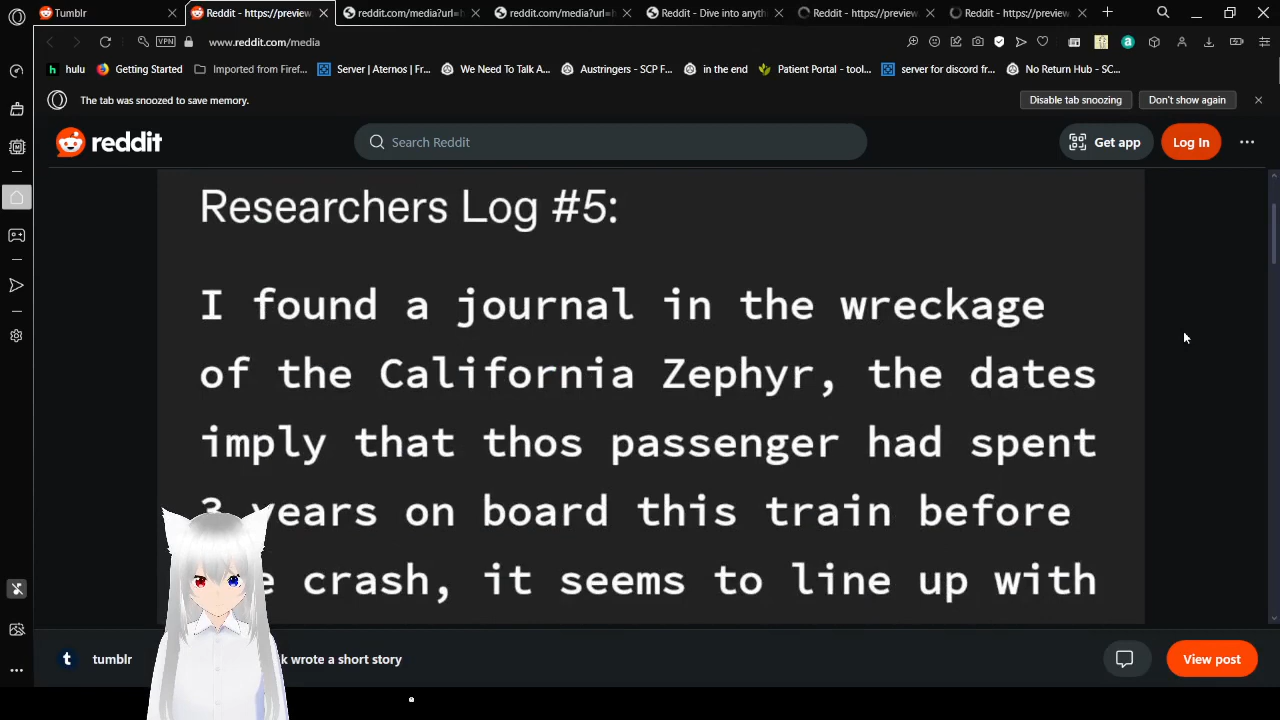 Tumblr
Reddit - https://preview
reddit.com/media?url=h
reddit.com/media?url=
Reddit - Dive into anyth
Reddit - https://preview
Reddit - https://preview
VPN
www.reddit.com/media
hulu
Getting Started
Imported from Firef...
Server | Aternos | Fr...
We Need To Talk A...
Austringers - SCP F...
in the end
Patient Portal - tool...
server for discord fr...
No Return Hub - SC...
The tab was snoozed to save memory.
Disable tab snoozing
Don't show again
reddit
Search Reddit
Get app
Log In
Researchers Log #5:
I found a journal in the wreckage
of the California Zephyr, the dates
imply that thos passenger had spent
3 years on board this train before
crash, it seems to line up with
tumblr
wrote a short story
View post